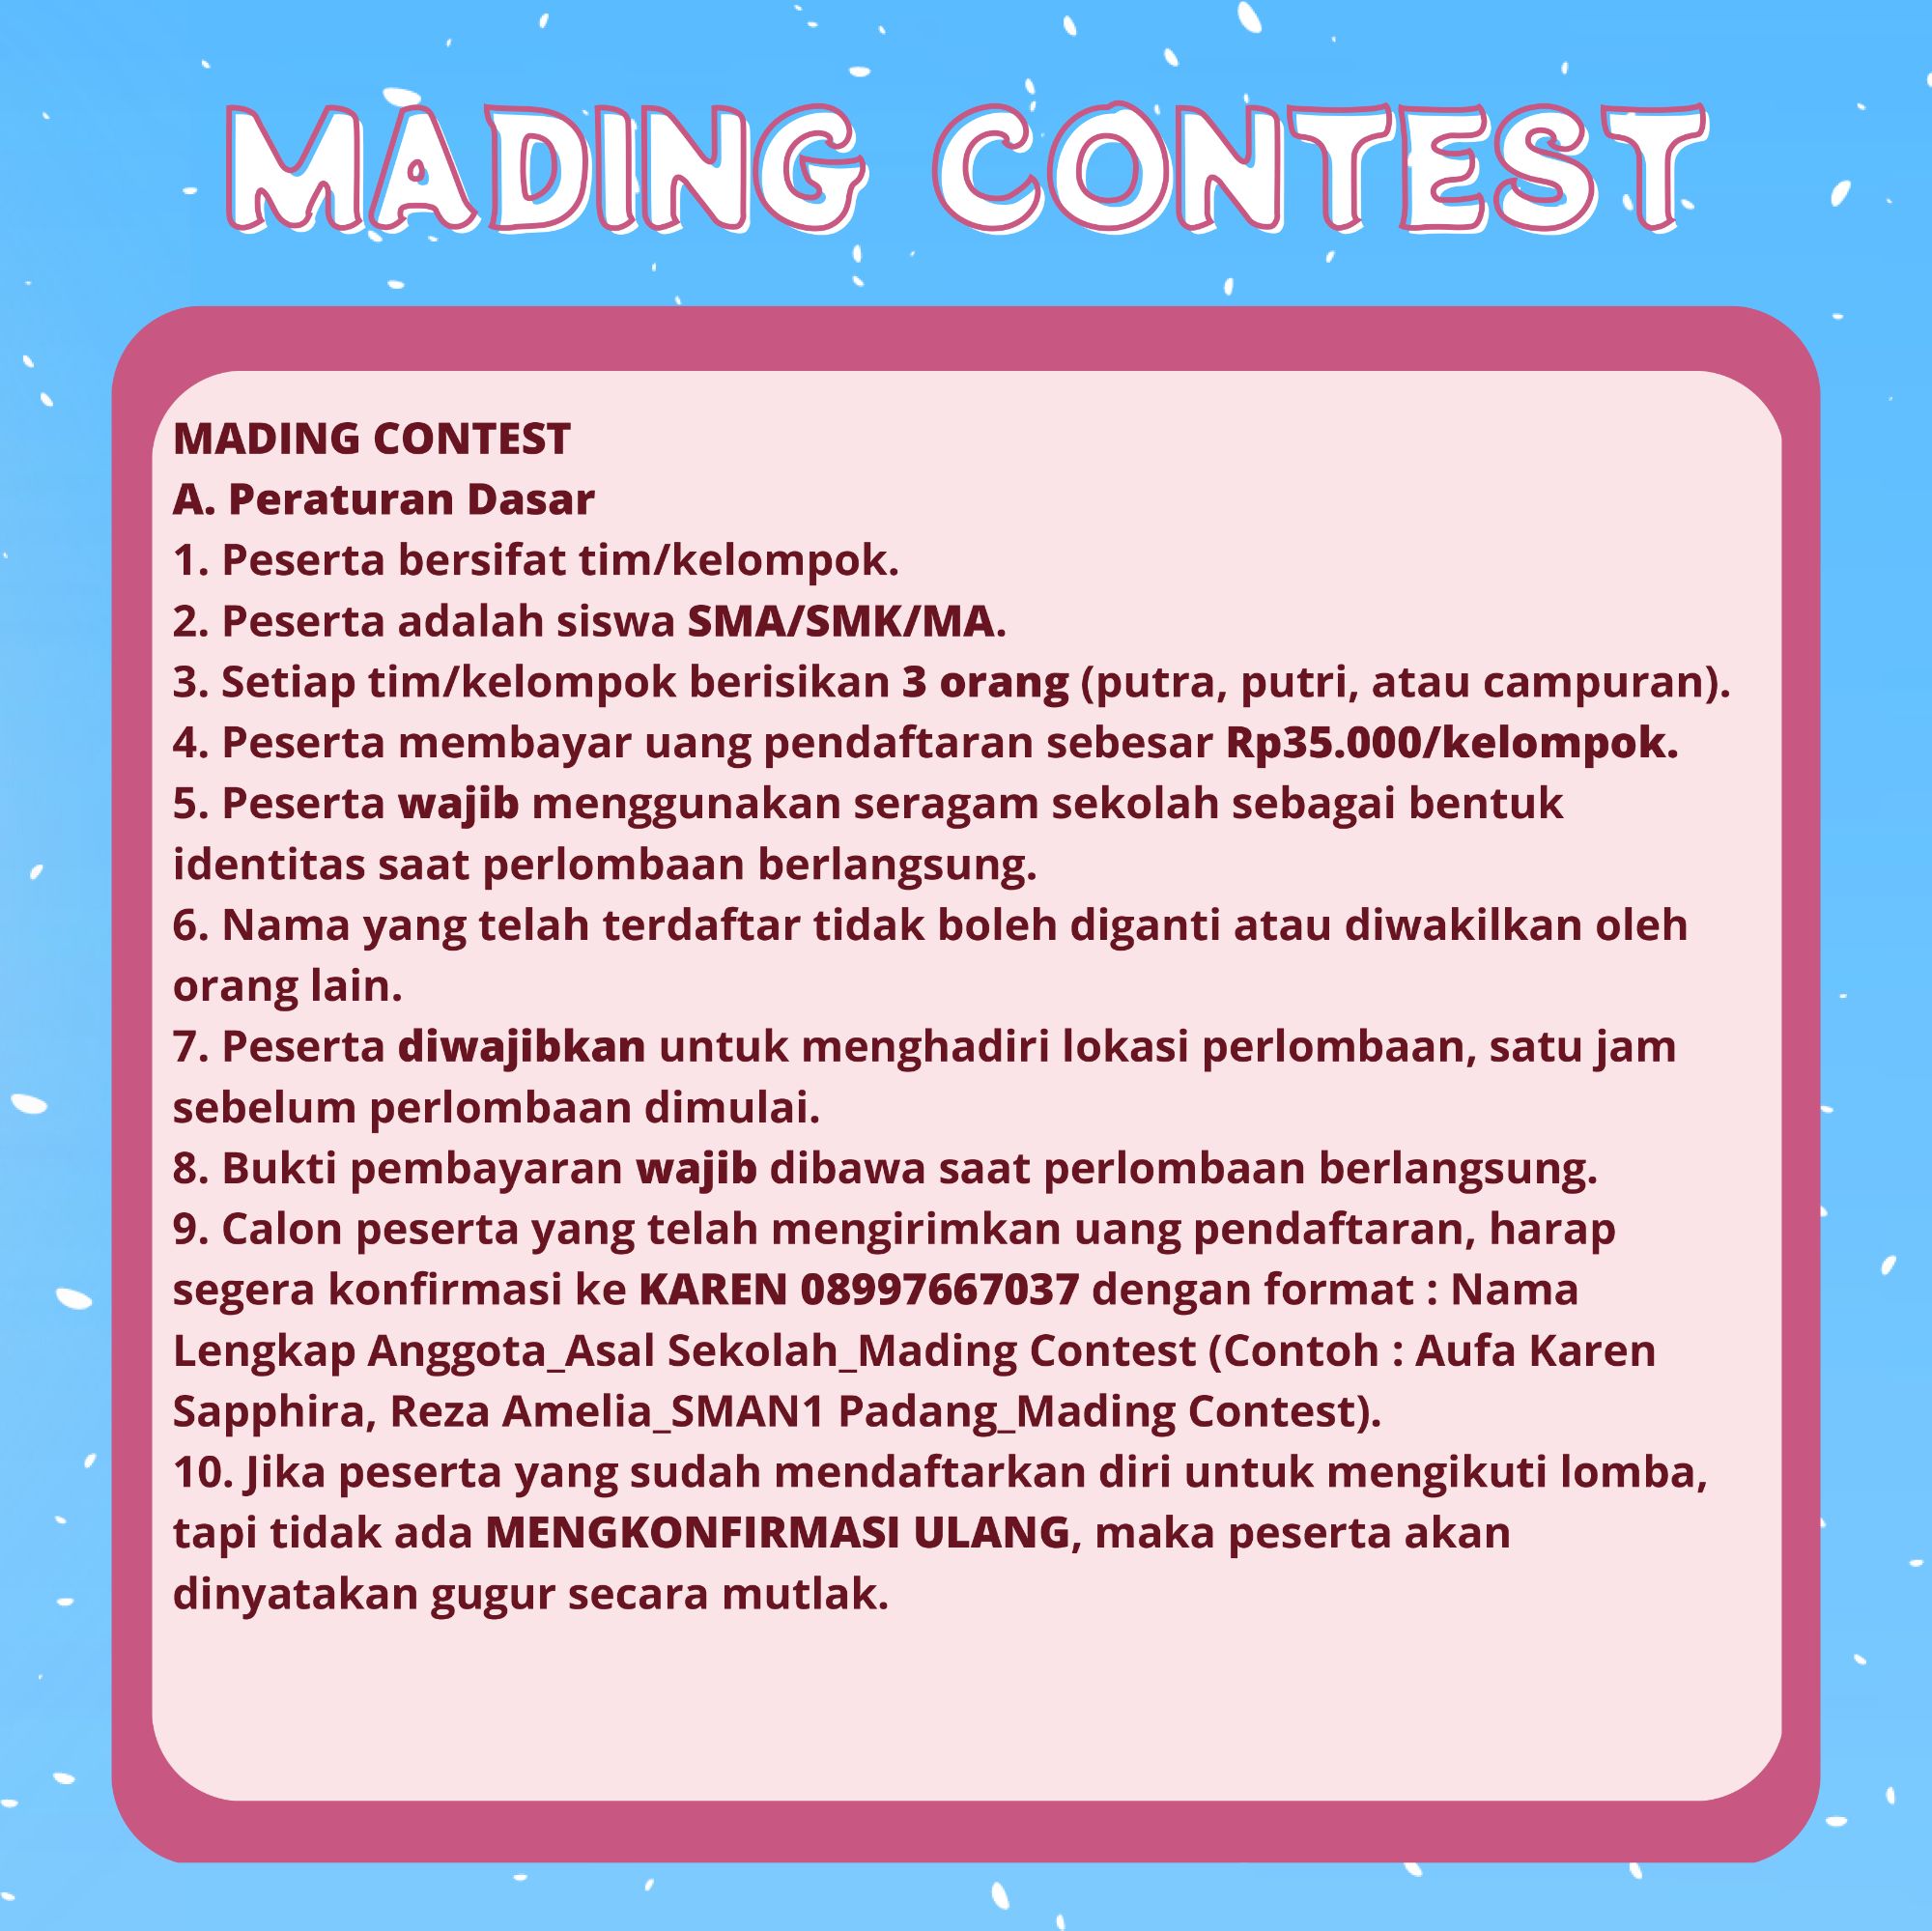 MADING CONTEST
MADING CONTEST
A. Peraturan Dasar
1. Peserta bersifat tim/kelompok.
2. Peserta adalah siswa SMA/SMK/MA.
3. Setiap tim/kelompok berisikan 3 orang (putra, putri, atau campuran).
4. Peserta membayar uang pendaftaran sebesar Rp35.000/kelompok.
5. Peserta wajib menggunakan seragam sekolah sebagai bentuk
identitas saat perlombaan berlangsung.
6. Nama yang telah terdaftar tidak boleh diganti atau diwakilkan oleh
orang lain.
7. Peserta diwajibkan untuk menghadiri lokasi perlombaan, satu jam
sebelum perlombaan dimulai.
8. Bukti pembayaran wajib dibawa saat perlombaan berlangsung.
9. Calon peserta yang telah mengirimkan uang pendaftaran, harap
segera konfirmasi ke KAREN 08997667037 dengan format : Nama
Lengkap Anggota_Asal Sekolah_Mading Contest (Contoh : Aufa Karen
Sapphira, Reza Amelia_SMAN1 Padang_Mading Contest).
10. Jika peserta yang sudah mendaftarkan diri untuk mengikuti lomba,
tapi tidak ada MENGKONFIRMASI ULANG, maka peserta akan
dinyatakan gugur secara mutlak.